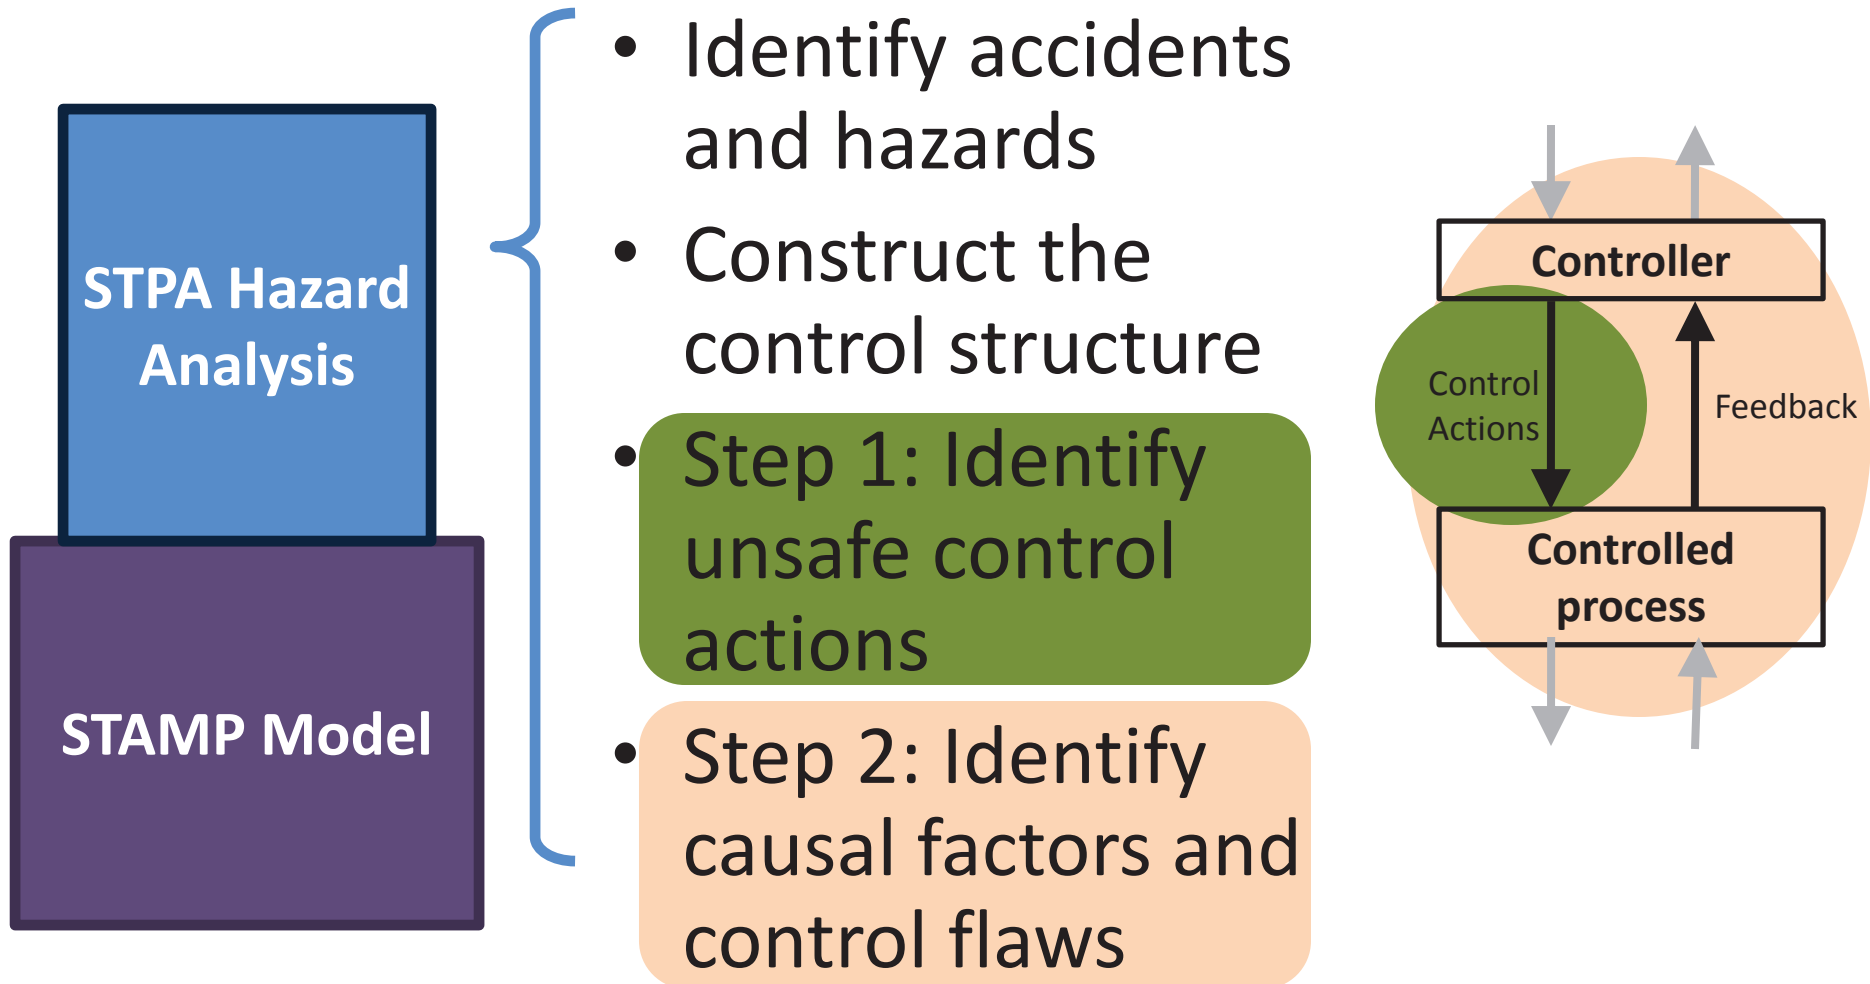 STPA Hazard
Analysis
STAMP Model
• Identify accidents
and hazards
• Construct the
control structure
• Step 1: Identify
unsafe control
actions
• Step 2: Identify
causal factors and
control flaws
Controller
Control
Actions
Feedback
Controlled
process